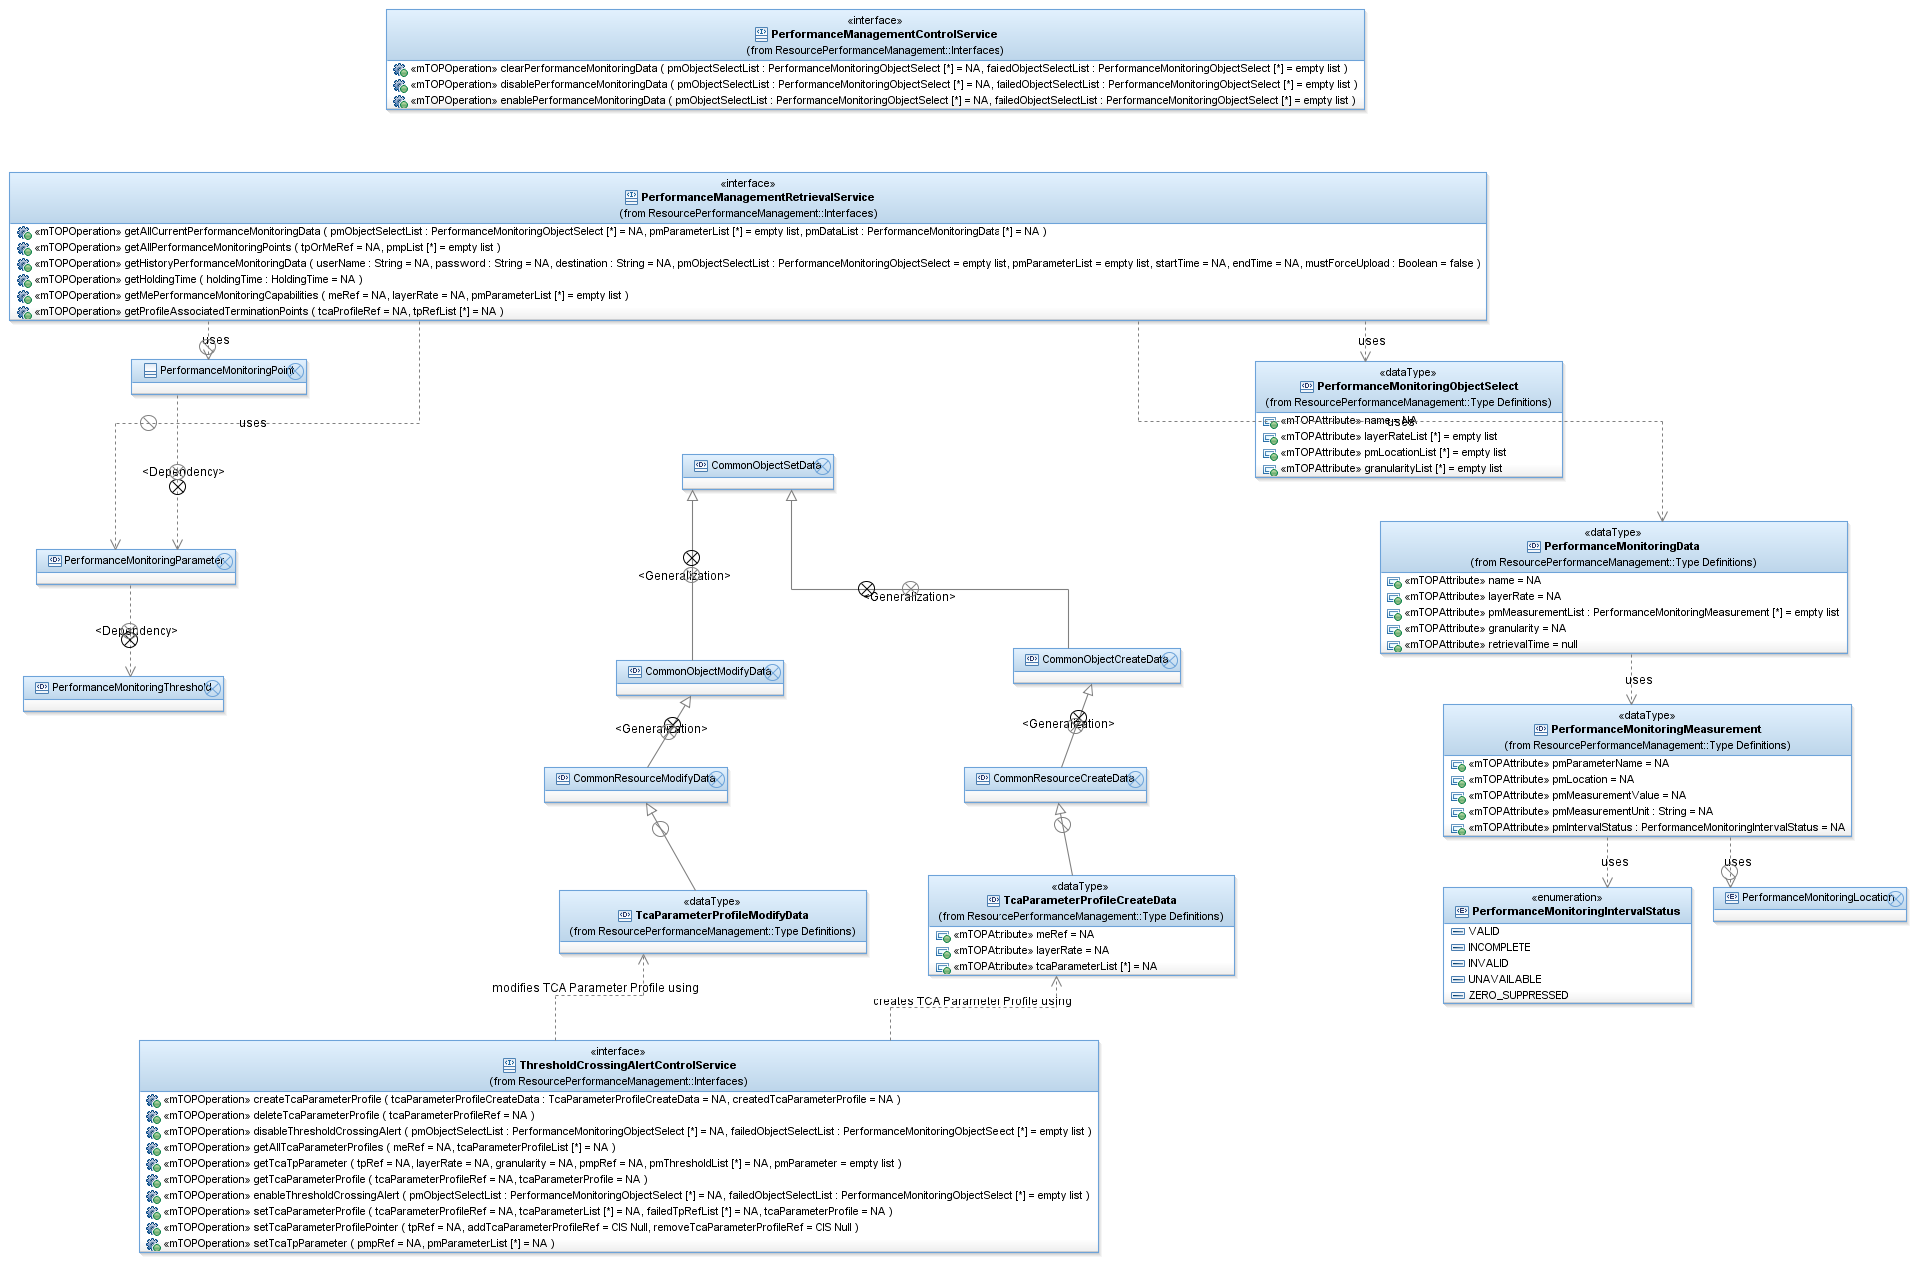 «interface»
PerformanceManagementControlService
(from ResourcePerformanceManagement::Interfaces)
«mTOPOperation» clearPerformanceMonitoringData ( pmObjectSelectList : PerformanceMonitoringObjectSelect [*] = NA, faiedObjectSelectList : PerformanceMonitoringObjectSelect [*] = empty list )
«mTOPOperation» disablePerformanceMonitoringData ( pmObjectSelectList : PerformanceMonitoringObjectSelect [*] = NA, failedObjectSelectList : PerformanceMonitoringObjectSelect [*] = empty list )
«mTOPOperation» enablePerformanceMonitoringData ( pmObjectSelectList : PerformanceMonitoringObjectSelect [*] = NA, failedObjectSelectList : PerformanceMonitoringObjectSelect [*] = empty list )
«interface»
PerformanceManagementRetrievalService
(from ResourcePerformanceManagement::Interfaces)
«mTOPOperation» getAllCurrentPerformanceMonitoringData ( pmObjectSelectList : PerformanceMonitoringObjectSelect [*] = NA, pmParameterList [*] = empty list, pmDataList : PerformanceMonitoringData [*] = NA )
«mTOPOperation» getAllPerformanceMonitoringPoints ( tpOrMeRef = NA, pmpList [*] = empty list )
«mTOPOperation» getHistoryPerformanceMonitoringData ( userName : String = NA, password : String = NA, destination : String = NA, pmObjectSelectList : PerformanceMonitoringObjectSelect = empty list, pmParameterList = empty list, startTime = NA, endTime = NA, mustForceUpload : Boolean = false )
«mTOPOperation» getHoldingTime ( holdingTime : HoldingTime = NA )
«mTOPOperation» getMePerformanceMonitoringCapabilities ( meRef = NA, layerRate = NA, pmParameterList [*] = empty list )
«mTOPOperation» getProfileAssociatedTerminationPoints ( tcaProfileRef = NA, tpRefList [*] = NA )
uses
uses
PerformanceMonitoringPoint
uses
<Dependency>
PerformanceMonitoringParameter
<Dependency>
PerformanceMonitoringThreshold
«dataType»
PerformanceMonitoringObjectSelect
(from ResourcePerformanceManagement::Type Definitions)
«mTOPAttribute» name = NA
uses
«mTOPAttribute» layerRateList [*] = empty list
«mTOPAttribute» pmLocationList [*] = empty list
«mTOPAttribute» granularityList [*] = empty list
CommonObjectSetData
<Generalization>
<Generalization>
CommonObjectModifyData
CommonObjectCreateData
<Generalization>
<Generalization>
CommonResourceModifyData
CommonResourceCreateData
«dataType»
PerformanceMonitoringData
(from ResourcePerformanceManagement::Type Definitions)
«mTOPAttribute» name = NA
«mTOPAttribute» layerRate = NA
«mTOPAttribute» pmMeasurementList : PerformanceMonitoringMeasurement [*] = empty list
«mTOPAttribute» granularity = NA
«mTOPAttribute» retrievalTime = null
uses
«dataType»
PerformanceMonitoringMeasurement
(from ResourcePerformanceManagement::Type Definitions)
«mTOPAttribute» pmParameterName = NA
«mTOPAttribute» pmLocation = NA
«mTOPAttribute» pmMeasurementValue = NA
«mTOPAttribute» pmMeasurementUnit : String = NA
«mTOPAttribute» pmIntervalStatus : PerformanceMonitoringIntervalStatus = NA
uses
uses
«enumeration»
PerformanceMonitoringIntervalStatus
VALID
INCOMPLETE
INVALID
UNAVAILABLE
ZERO_SUPPRESSED
PerformanceMonitoringLocation
«dataType»
TcaParameterProfileModifyData
(from ResourcePerformanceManagement::Type Definitions)
«dataType»
TcaParameterProfileCreateData
(from ResourcePerformanceManagement::Type Definitions)
«mTOPAttribute» meRef = NA
«mTOPAttribute» layerRate = NA
«mTOPAttribute» tcaParameterList [*] = NA
modifies TCA Parameter Profile using
creates TCA Parameter Profile using
«interface»
ThresholdCrossingAlertControlService
(from ResourcePerformanceManagement::Interfaces)
«mTOPOperation» createTcaParameterProfile ( tcaParameterProfileCreateData : TcaParameterProfileCreateData = NA, createdTcaParameterProfile = NA )
«mTOPOperation» deleteTcaParameterProfile ( tcaParameterProfileRef = NA )
«mTOPOperation» disableThresholdCrossingAlert ( pmObjectSelectList : PerformanceMonitoringObjectSelect [*] = NA, failedObjectSelectList : PerformanceMonitoringObjectSelect [*] = empty list )
«mTOPOperation» getAllTcaParameterProfiles ( meRef = NA, tcaParameterProfileList [*] = NA )
«mTOPOperation» getTcaTpParameter ( tpRef = NA, layerRate = NA, granularity = NA, pmpRef = NA, pmThresholdList [*] = NA, pmParameter = empty list )
«mTOPOperation» getTcaParameterProfile ( tcaParameterProfileRef = NA, tcaParameterProfile = NA )
«mTOPOperation» enableThresholdCrossingAlert ( pmObjectSelectList : PerformanceMonitoringObjectSelect [*] = NA, failedObjectSelectList : PerformanceMonitoringObjectSelect [*] = empty list )
«mTOPOperation» setTcaParameterProfile ( tcaParameterProfileRef = NA, tcaParameterList [*] = NA, failedTpRefList [*] = NA, tcaParameterProfile = NA )
«mTOPOperation» setTcaParameterProfilePointer ( tpRef = NA, addTcaParameterProfileRef = CIS Null, removeTcaParameterProfileRef = CIS Null )
«mTOPOperation» setTcaTpParameter ( pmpRef = NA, pmParameterList [*] = NA )